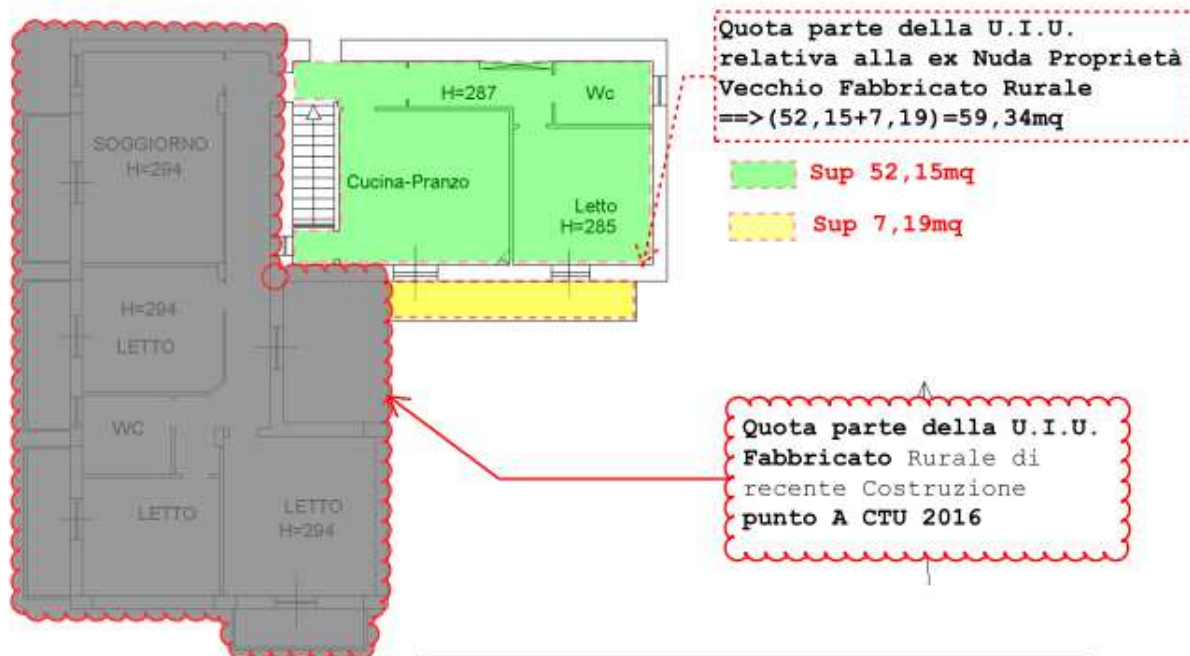 Quota parte della U.I.U.
relativa alla ex Nuda Proprietà
Vecchio Fabbricato Rurale
==>(52,15+7,19)=59,34mq
H=287
Wc
SOGGIORNO
H=294
Cucina-Pranzo
Letto
H=285
Sup 52,15mq
Sup 7,19mq
H=294
LETTO
WC
LETTO
LETTO
H=294
Quota parte della U.I.U.
Fabbricato Rurale di
recente Costruzione
punto A CTU 2016